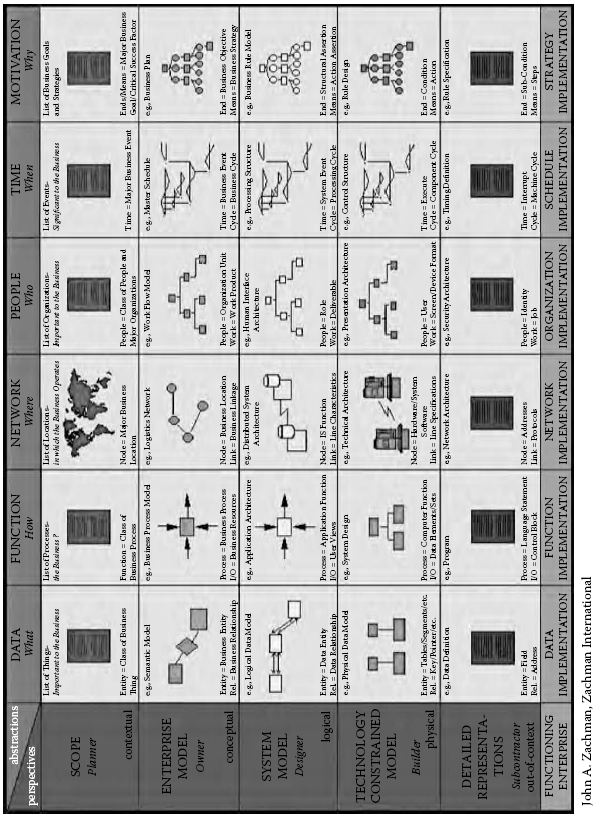 abstractions
perspectives
DATA
What
FUNCTION
How
NETWORK
Where
PEOPLE
Who
TIME
When
MOTIVATION
Why
SCOPE
Planner
contextual
List of Things-
Important to the Business
Entity = Class of Business
Thing
List of Processes-
the Business ?
Function = Class of
Business Process
List of Locations-
in which the Business Operates
Node = Major Business
Location
List of Organizations-
Important to the Business
People = Class of People and
Major Organizations
List of Events-
Significant to the Business
Time = Major Business Event
List of Business Goals
and Strategies
Ends/Means = Major Business
Goal/Critical Success Factor
ENTERPRISE
MODEL
Owner
conceptual
e.g., Semantic Model
Entity = Business Entity
Rel. = Business Relationship
e.g., Business Process Model
Process = Business Process
I/O = Business Resources
e.g., Logistics Network
Node = Business Location
Link = Business Linkage
e.g., Work Flow Model
People = Organization Unit
Work = Work Product
e.g., Master Schedule
Time = Business Event
Cycle = Business Cycle
e.g., Business Plan
End = Business Objective
Means = Business Strategy
SYSTEM
MODEL
Designer
logical
e.g., Logical Data Model
Entity = Data Entity
Rel. = Data Relationship
e.g., Application Architecture
Process = Application Function
I/O = User Views
e.g., Distributed System
Architecture
Node = IS Function
Link = Line Characteristics
e.g., Human Interface
Architecture
People = Role
Work = Deliverable
e.g., Processing Structure
Time = System Event
Cycle = Processing Cycle
e.g., Business Rule Model
End = Structural Assertion
Means = Action Assertion
TECHNOLOGY
CONSTRAINED
MODEL
Builder
physical
e.g., Physical Data Model
Entity = Tables/Segments/etc.
Rel. = Key/Pointer/etc.
e.g., System Design
Process = Computer Function
I/O = Data Elements/Sets
e.g., Technical Architecture
Node = Hardware/System
Software
Link = Line Specifications
e.g., Presentation Architecture
People = User
Work = Screen/Device Format
e.g., Control Structure
Time = Execute
Cycle = Component Cycle
e.g., Rule Design
End = Condition
Means = Action
DETAILED
REPRESENTA-
TIONS
Subcontractor
out-of-context
e.g., Data Definition
Entity = Field
Rel. = Address
e.g., Program
Process = Language Statement
I/O = Control Block
e.g., Network Architecture
Node = Addresses
Link = Protocols
e.g., Security Architecture
People = Identity
Work = Job
e.g., Timing Definition
Time = Interrupt
Cycle = Machine Cycle
e.g., Rule Specification
End = Sub-Condition
Means = Steps
FUNCTIONING
ENTERPRISE
DATA
IMPLEMENTATION
FUNCTION
IMPLEMENTATION
NETWORK
IMPLEMENTATION
ORGANIZATION
IMPLEMENTATION
SCHEDULE
IMPLEMENTATION
STRATEGY
IMPLEMENTATION
John A. Zachman, Zachman International